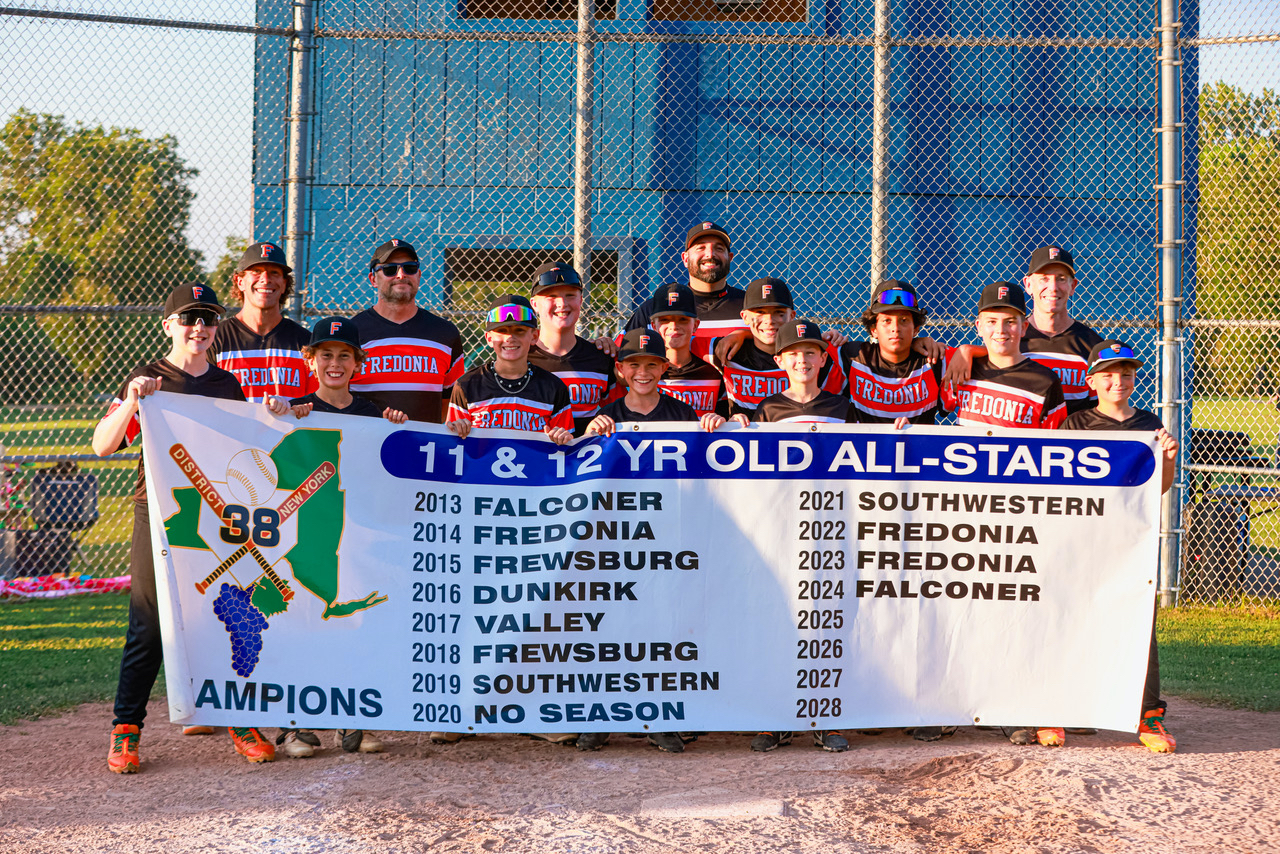 F
F
F
F
F
F
F
F
F
F
F
F
F
F
FREDONIA
FREDONIA
FREDONIA
FREDONIA
FREDONIA
FREDONIA
11 & 12 YR OLD ALL-STARS
DISTRICT
38
NEW YORK
AMPIONS
2013 FALCONER
2014 FREDONIA
2015 FREWSBURG
2016 DUNKIRK
2017 VALLEY
2018 FREWSBURG
2019 SOUTHWESTERN
2020 NO SEASON
2021 SOUTHWESTERN
2022 FREDONIA
2023 FREDONIA
2024 FALCONER
2025
2026
2027
2028